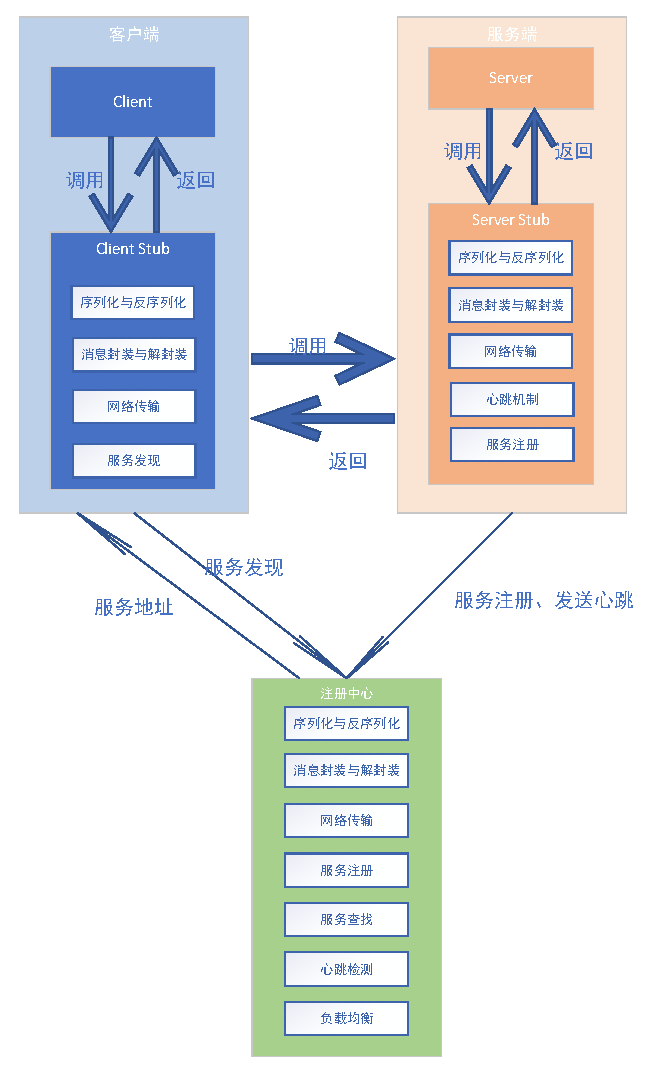 客户端
Client
调用
返回
Client Stub
序列化与反序列化
消息封装与解封装
网络传输
服务发现
服务端
Server
调用
返回
Server Stub
序列化与反序列化
消息封装与解封装
网络传输
心跳机制
服务注册
调用
返回
服务发现
服务地址
服务注册、发送心跳
注册中心
序列化与反序列化
消息封装与解封装
网络传输
服务注册
服务查找
心跳检测
负载均衡